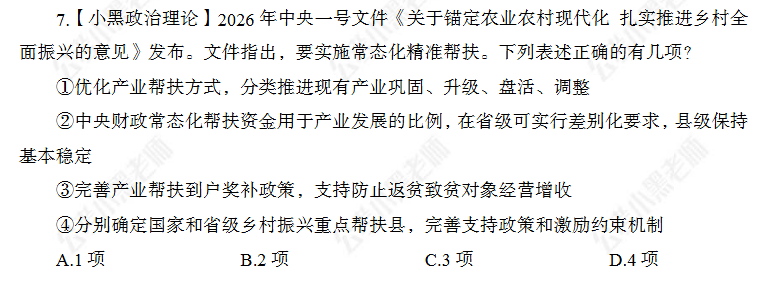 7.【小黑政治理论】2026 年中央一号文件《关于锚定农业农村现代化 扎实推进乡村全
面振兴的意见》发布。文件指出，要实施常态化精准帮扶。下列表述正确的有几项?
①优化产业帮扶方式，分类推进现有产业巩固、升级、盘活、调整
②中央财政常态化帮扶资金用于产业发展的比例，在省级可实行差别化要求，县级保持
基本稳定
③完善产业帮扶到户奖补政策，支持防止返贫致贫对象经营增收
④分别确定国家和省级乡村振兴重点帮扶县，完善支持政策和激励约束机制
A.1 项 B.2 项 C.3 项 D.4 项